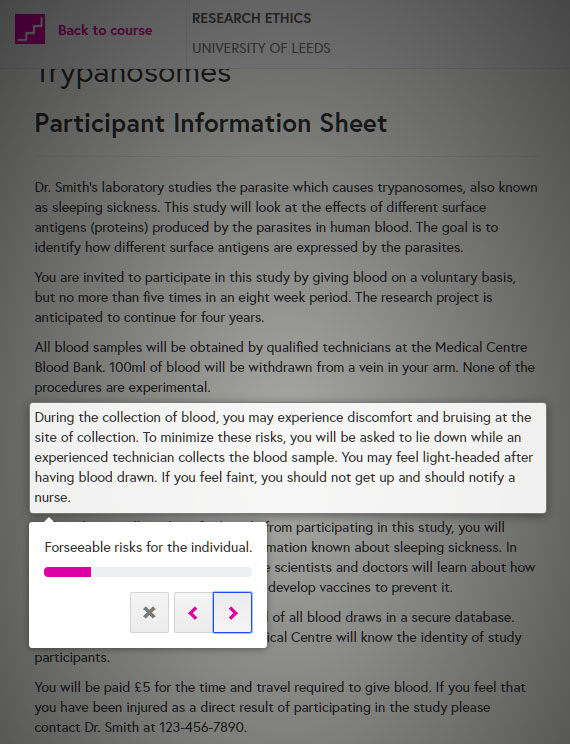 Back to course
RESEARCH ETHICS
UNIVERSITY OF LEEDS
Trypanosomes
Participant Information Sheet
Dr. Smith's laboratory studies the parasite which causes trypanosomes, also known
as sleeping sickness. This study will look at the effects of different surface
antigens (proteins) produced by the parasites in human blood. The goal is to
identify how different surface antigens are expressed by the parasites.
You are invited to participate in this study by giving blood on a voluntary basis,
but no more than five times in an eight week period. The research project is
anticipated to continue for four years.
All blood samples will be obtained by qualified technicians at the Medical Centre
Blood Bank. 100ml of blood will be withdrawn from a vein in your arm. None of the
procedures are experimental.
During the collection of blood, you may experience discomfort and bruising at the
site of collection. To minimize these risks, you will be asked to lie down while an
experienced technician collects the blood sample. You may feel light-headed after
having blood drawn. If you feel faint, you should not get up and should notify a
nurse.
from participating in this study, you will
Forseeable risks for the individual.
mation known about sleeping sickness. In
scientists and doctors will learn about how
develop vaccines to prevent it.
of all blood draws in a secure database.
ical Centre will know the identity of study
participants.
You will be paid £5 for the time and travel required to give blood. If you feel that
you have been injured as a direct result of participating in the study please
contact Dr. Smith at 123-456-7890.